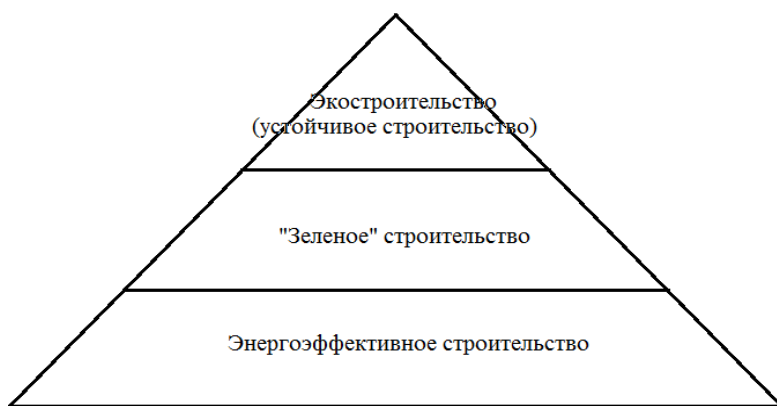 Экостроительство
(устойчивое строительство)
"Зеленое" строительство
Энергоэффективное строительство